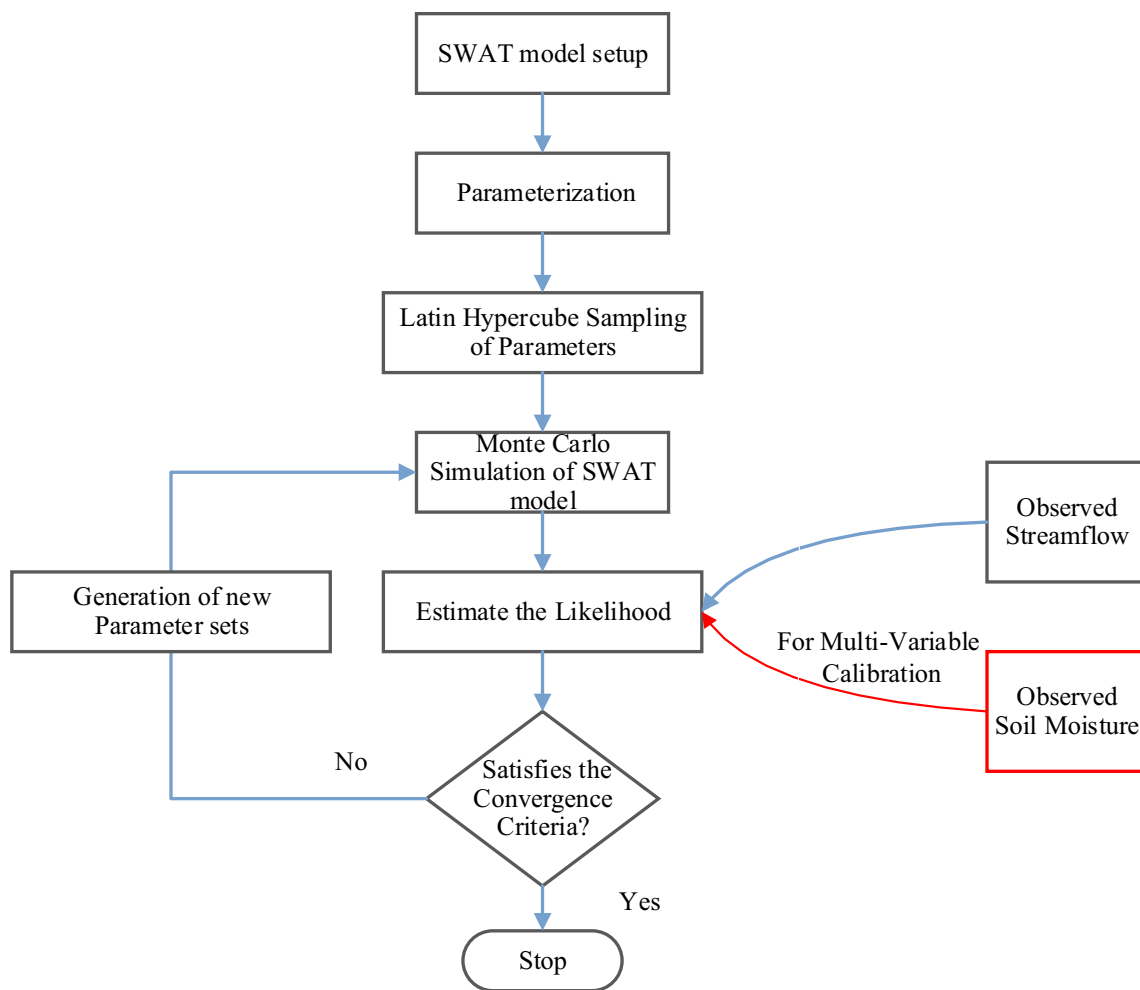 SWAT model setup
Parameterization
Latin Hypercube Sampling
of Parameters
Monte Carlo
Simulation of SWAT
model
Observed
Streamflow
Generation of new
Parameter sets
Estimate the Likelihood
For Multi-Variable
Calibration
Observed
Soil Moisture
No
Satisfies the
Convergence
Criteria?
Yes
Stop